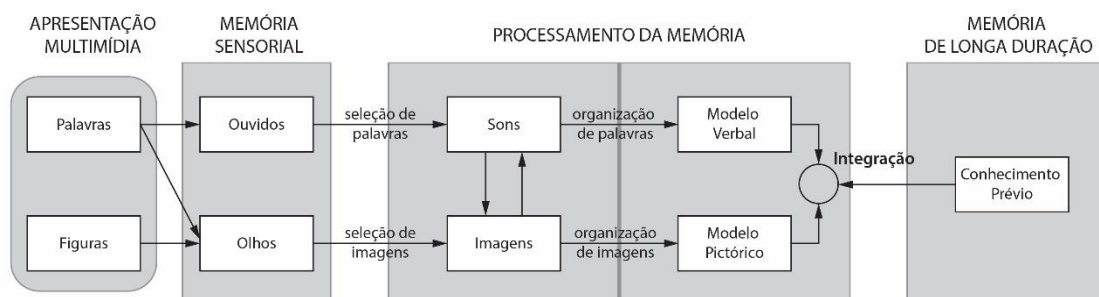 APRESENTAÇÃO
MULTIMÍDIA
MEMÓRIA
SENSORIAL
PROCESSAMENTO DA MEMÓRIA
MEMÓRIA
DE LONGA DURAÇÃO
Palavras
Ouvidos
seleção de
palavras
Sons
organização
de palavras
Modelo
Verbal
Integração
Conhecimento
Prévio
Figuras
Olhos
seleção de
imagens
Imagens
organização
de imagens
Modelo
Pictórico